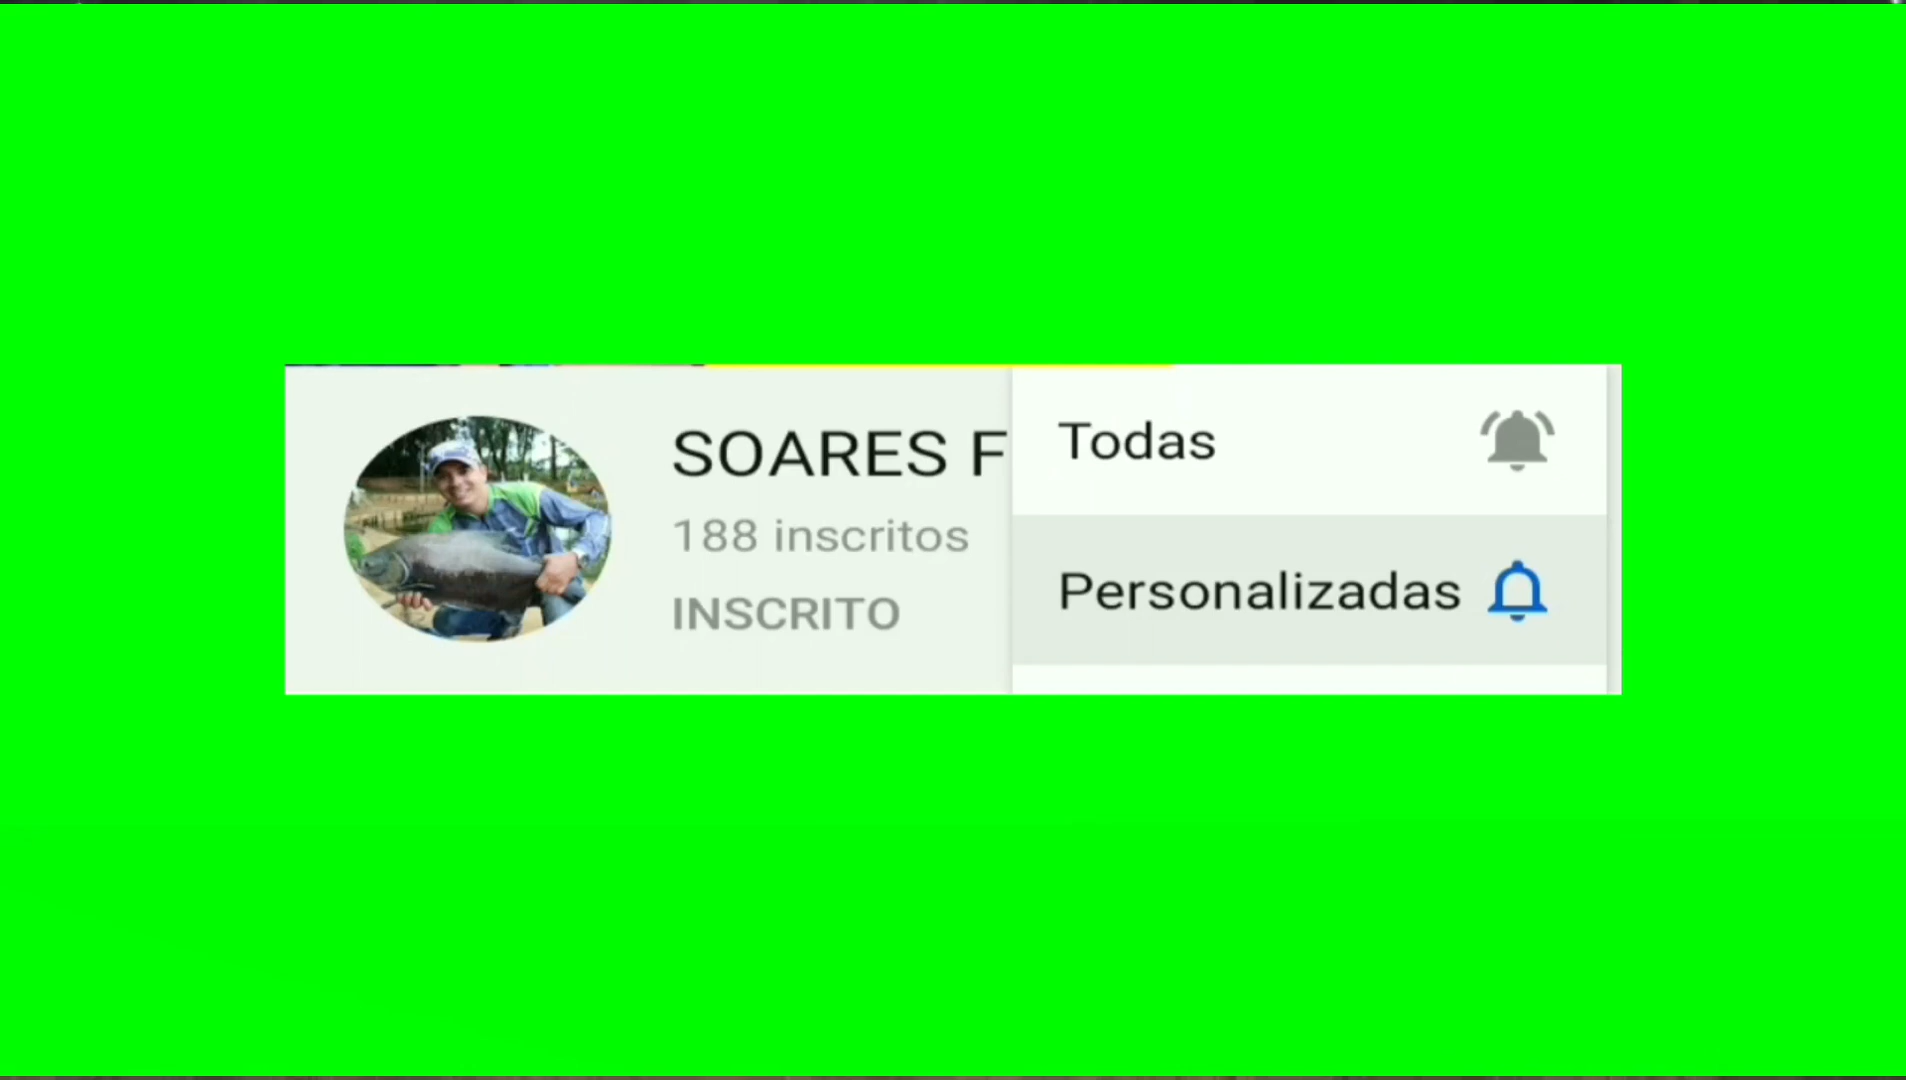 SOARES F
188 inscritos
INSCRITO
Todas
Personalizadas